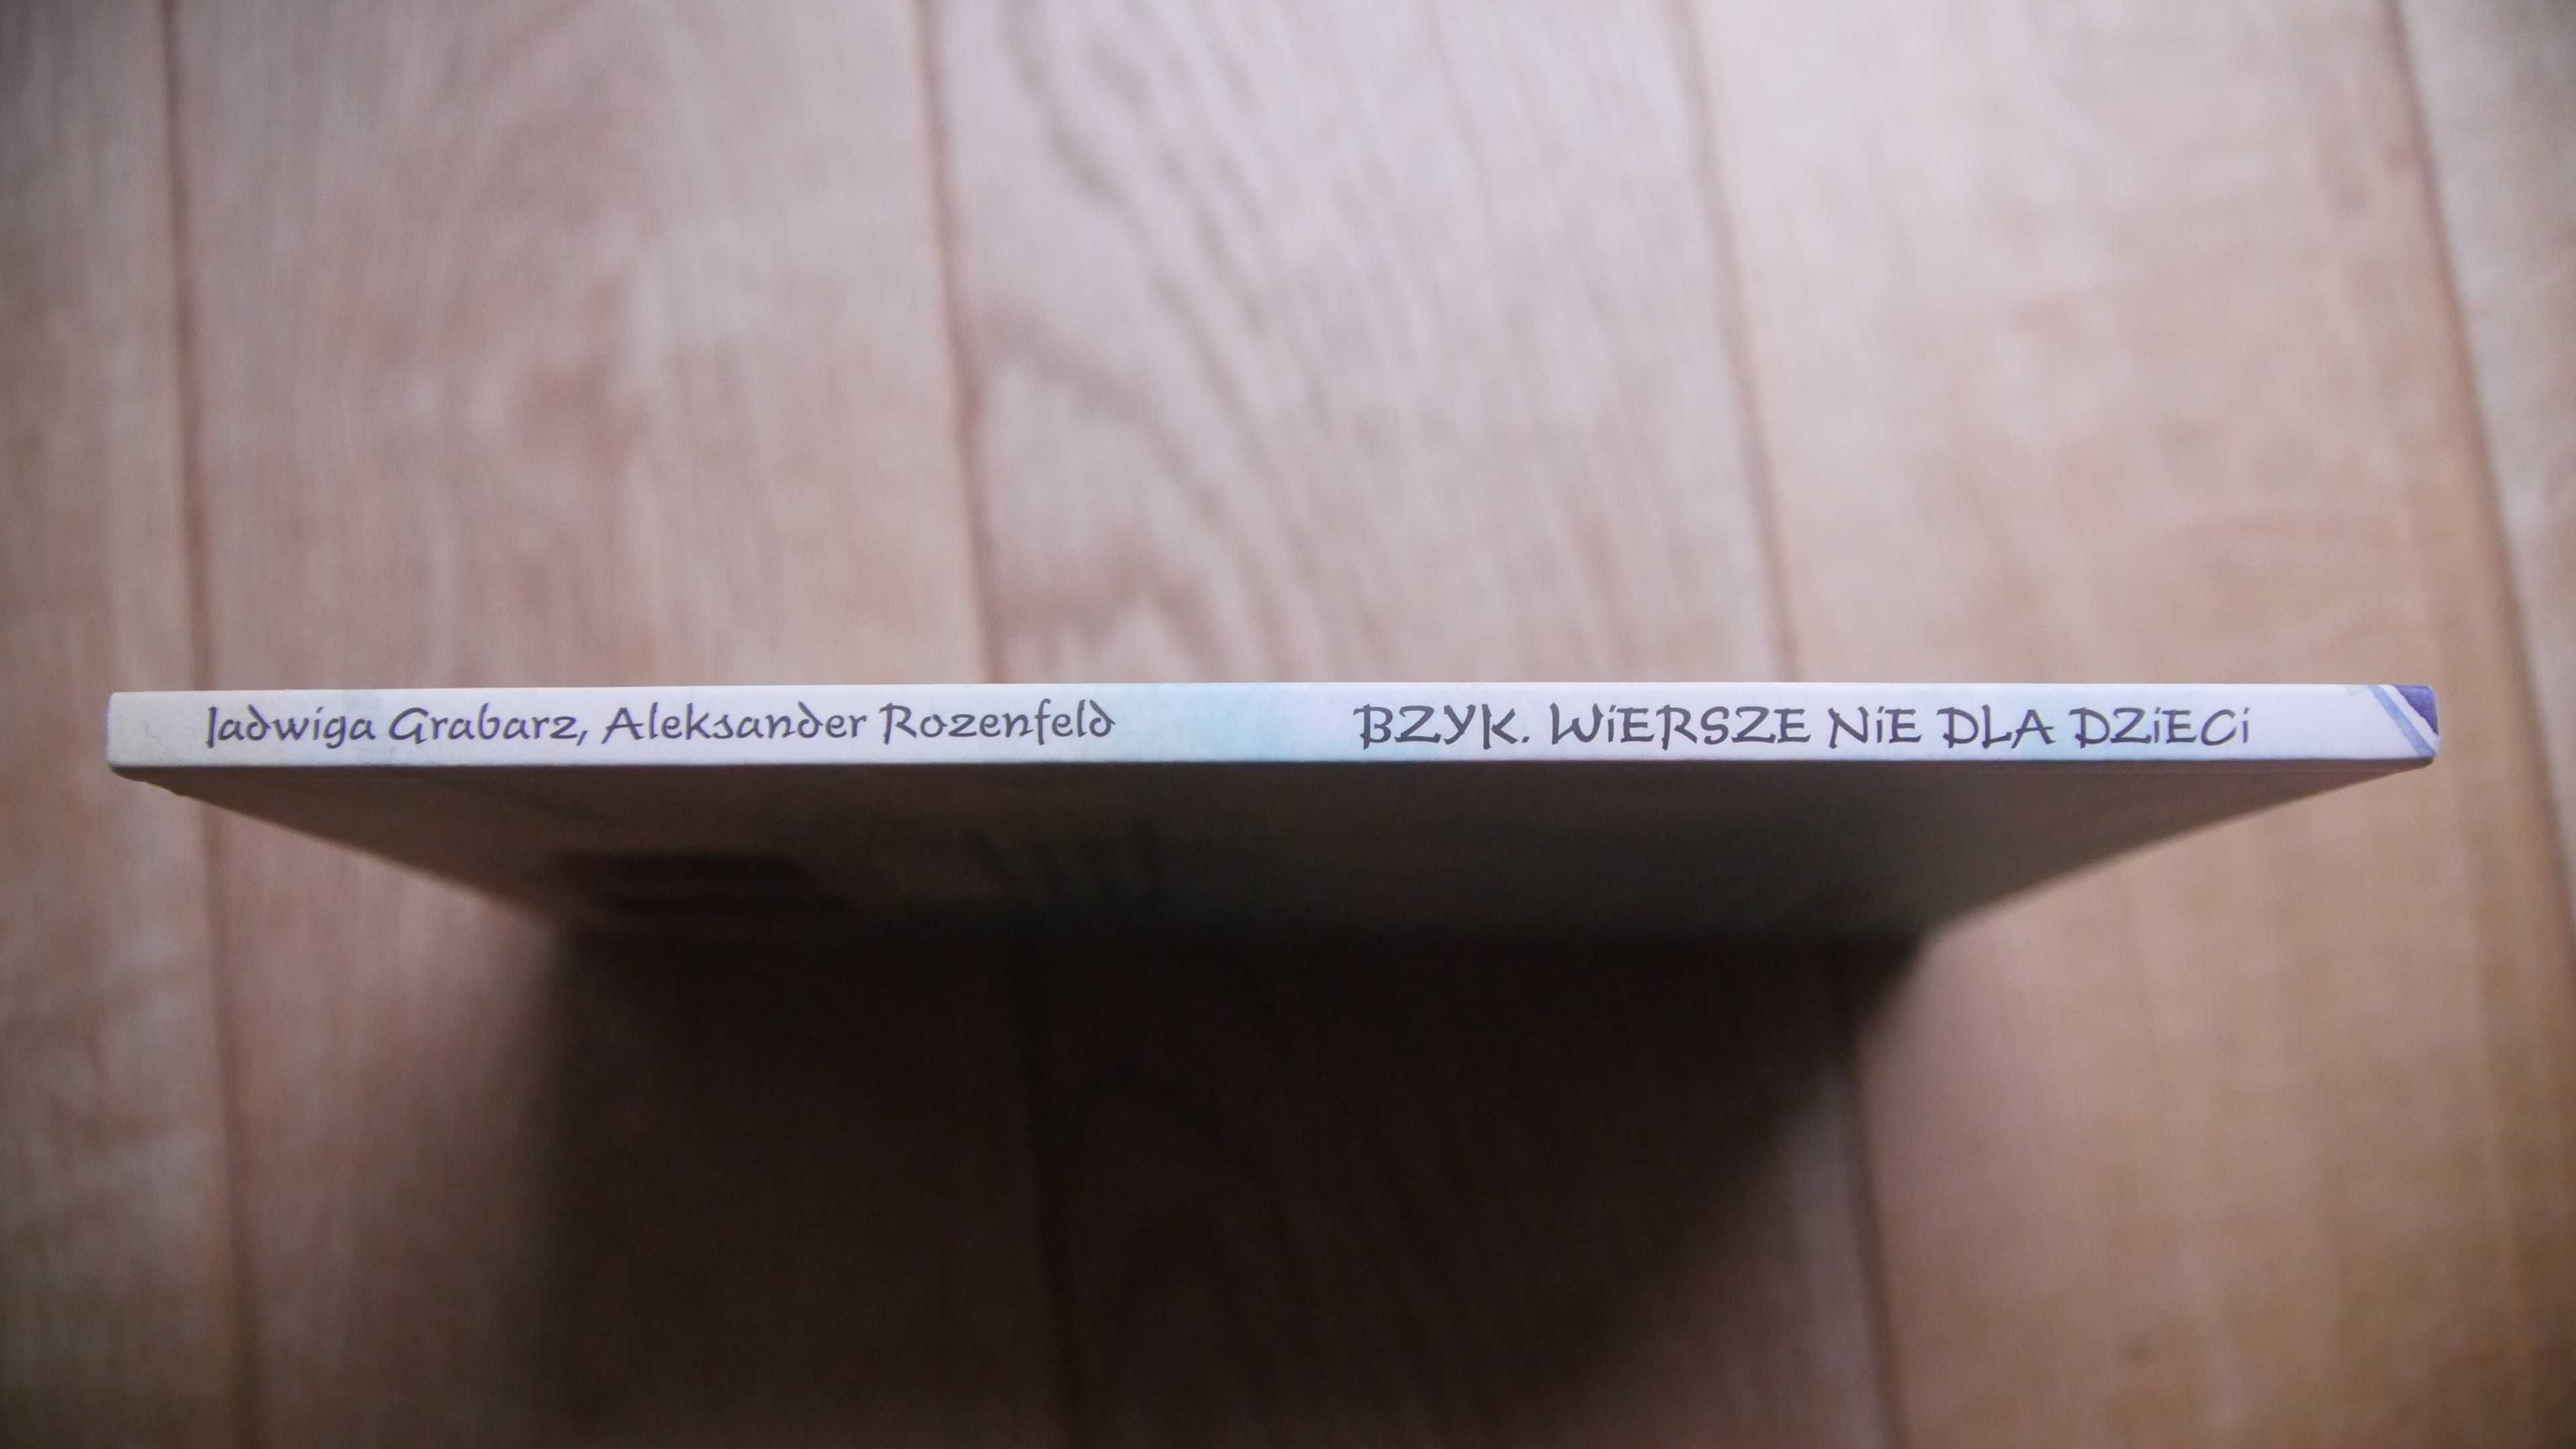 Jadwiga Grabarz, Aleksander Rozenfeld BZYK. WiERSZE NiE DLA DZiECi